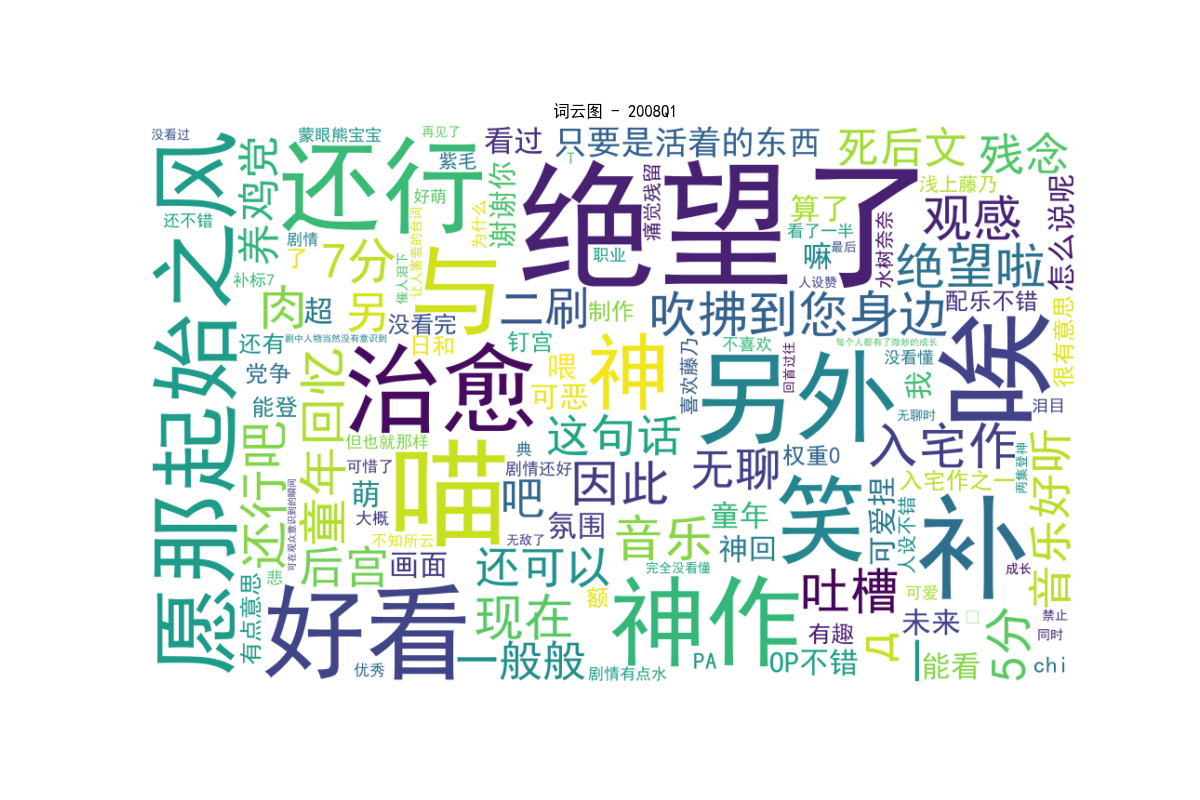 词云图 - 2008Q1
没看过
蒙眼熊宝宝
再见了
看过
只要是活着的东西
死后文
残念
愿那起始之风
养鸡党
还行
紫毛
好萌
谢谢你
绝望了
T
痛觉残留
算了
浅上藤乃
观感
怎么说呢
还不错
剧情
了
7分
催人泪下
让人害羞的台词
为什么
职业
看了一半
嘛
最后
水树奈奈
绝望啦
补标7
肉
超
另
与
没看完
二刷
制作
吹拂到您身边
人设赞
配乐不错
很有意思
还有
剧中人物当然没有意识到
日和
钉宫
不喜欢
每个人都有了微妙的成长
没看懂
唉
党争
回忆
治愈
喂
可恶
神
喜欢藤乃
另外
回首过往
我
泪目
能登
无聊时
吧
还行
但也就那样
喵
这句话
入宅作
典
可惜了
剧情还好
因此
无聊
权重0
入宅作之一
两集登神
音乐好听
童年
可在观众意识到的瞬间
萌
大概
吧
氛围
音乐
童年
神回
笑
可爱捏
人设不错
补
不知所云
无敌了
后宫
画面
还可以
完全没看懂
成长
有点意思
悲
好看
现在
额
神作
吐槽
可爱
有趣
未来
禁止
同时
优秀
一般般
剧情有点水
PA
OP不错
Д
能看
5分
chi